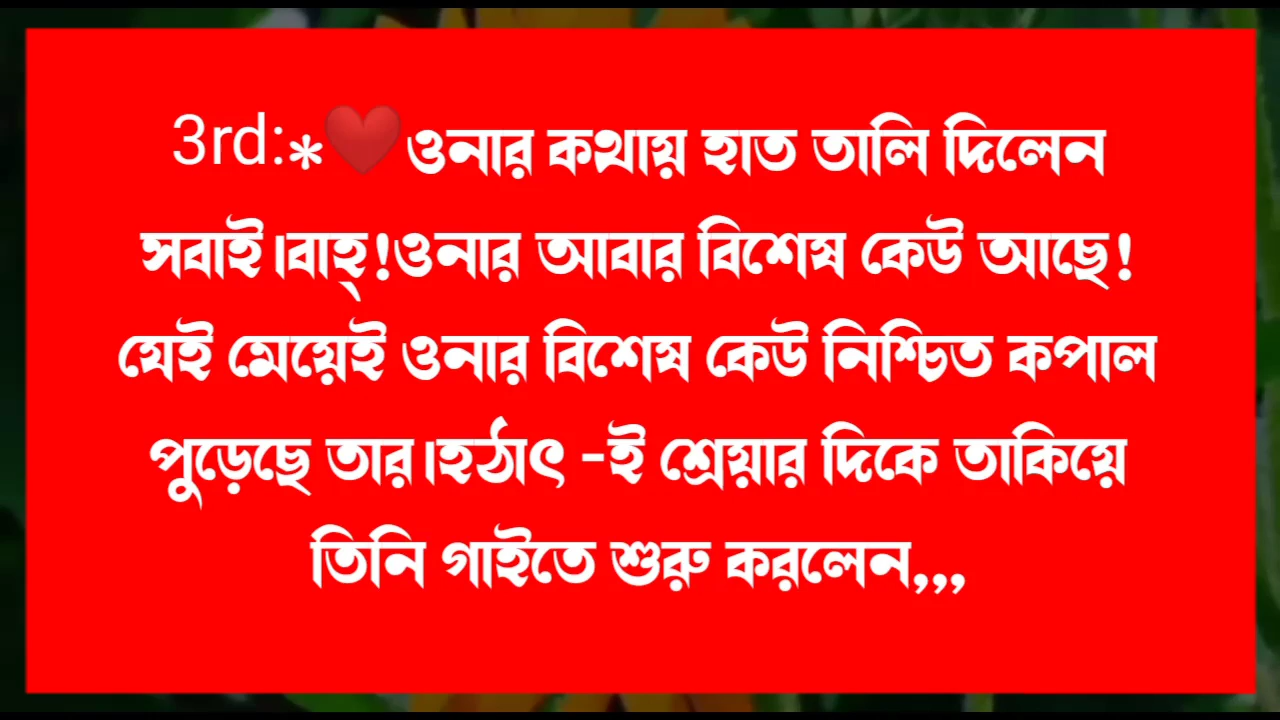 3rd:*❤️ওনার কথায় হাত তালি দিলেন
সবাই।বাহ্!ওনার আবার বিশেষ কেউ আছে!
যেই মেয়েই ওনার বিশেষ কেউ নিশ্চিত কপাল
পুড়েছে তার।হঠাৎ -ই শ্রেয়ার দিকে তাকিয়ে
তিনি গাইতে শুরু করলেন,,,